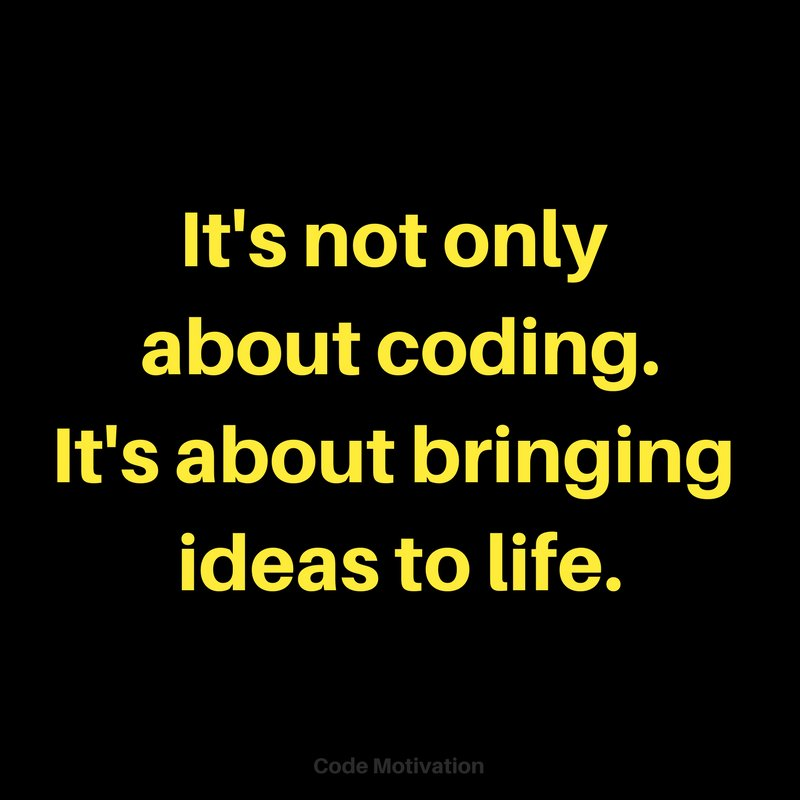 It's not only
about coding.
It's about bringing
ideas to life.
Code Motivation